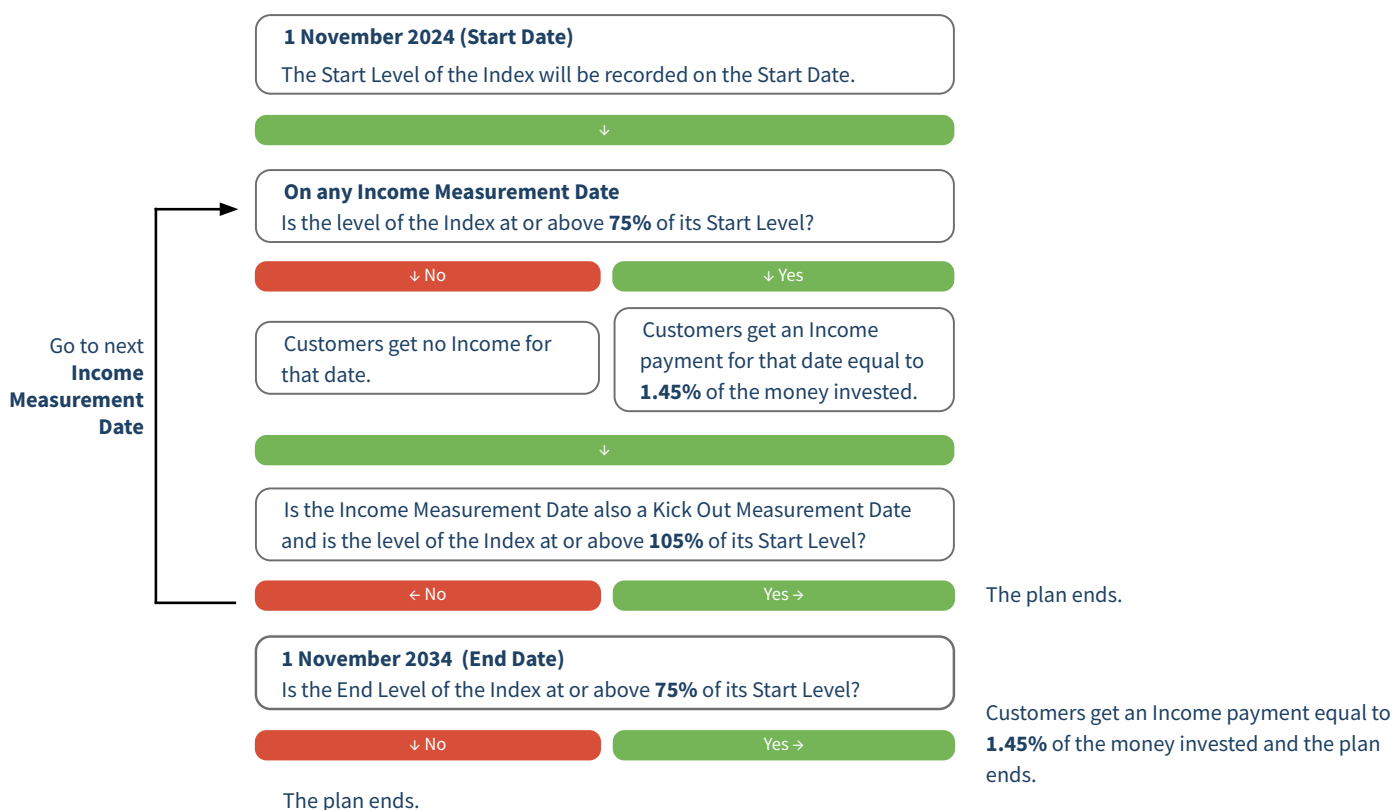 1 November 2024 (Start Date)
The Start Level of the Index will be recorded on the Start Date.
↓
On any Income Measurement Date
Is the level of the Index at or above 75% of its Start Level?
↓ No
↓ Yes
Customers get no Income for
that date.
Customers get an Income
payment for that date equal to
1.45% of the money invested.
Go to next
Income
Measurement
Date
↓
Is the Income Measurement Date also a Kick Out Measurement Date
and is the level of the Index at or above 105% of its Start Level?
← No
Yes →
The plan ends.
1 November 2034 (End Date)
Is the End Level of the Index at or above 75% of its Start Level?
↓ No
Yes →
Customers get an Income payment equal to
1.45% of the money invested and the plan
ends.
The plan ends.